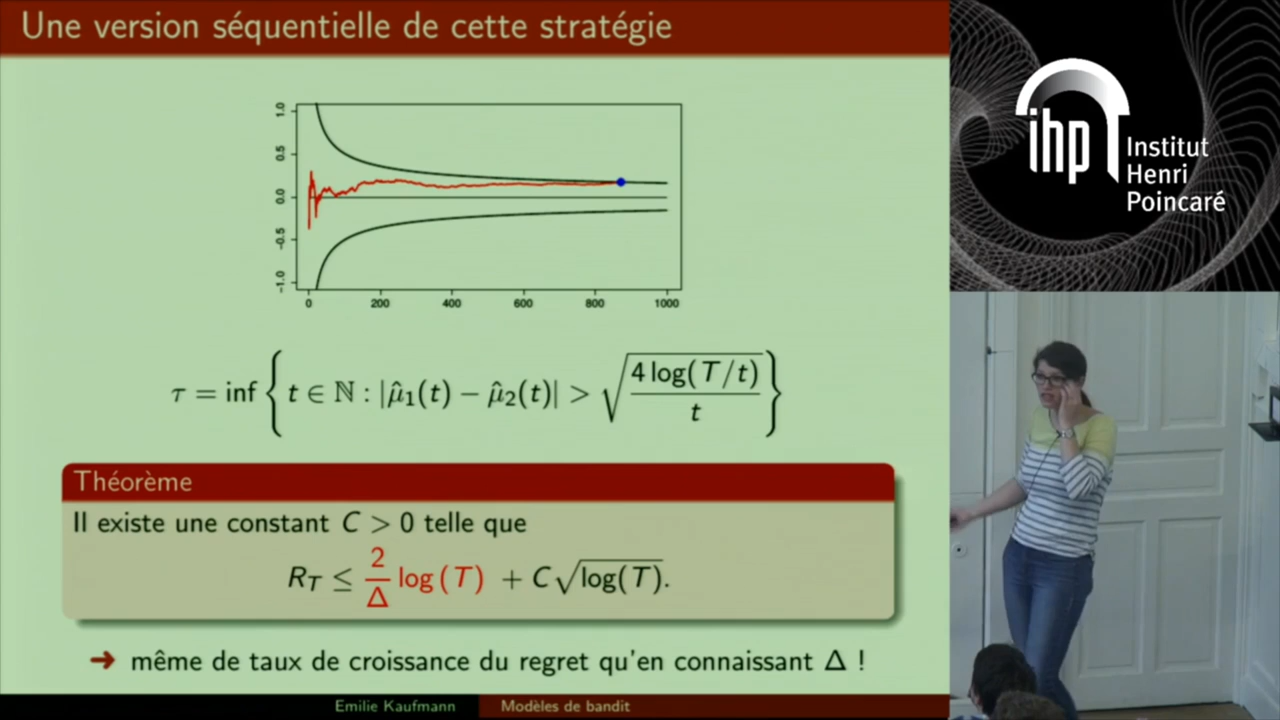 Une version séquentielle de cette stratégie
ihp Institut
Henri
Poincaré
1.0
0.5
0.0
−0.5
−1.0
0 200 400 600 800 1000
τ = inf { t ∈ ℕ : |μ̂₁(t) − μ̂₂(t)| > √(4 log(T/t) / t) }
Théorème
Il existe une constant C > 0 telle que
R_T ≤ 2/Δ log(T) + C√log(T).
➜ même de taux de croissance du regret qu'en connaissant Δ !
Emilie Kaufmann Modèles de bandit